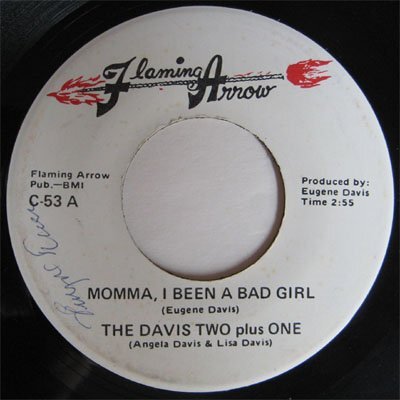 Flaming
Arrow
Flaming Arrow
Pub.—BMI
C-53 A
Produced by:
Eugene Davis
Time 2:55
MOMMA, I BEEN A BAD GIRL
(Eugene Davis)
THE DAVIS TWO plus ONE
(Angela Davis & Lisa Davis)